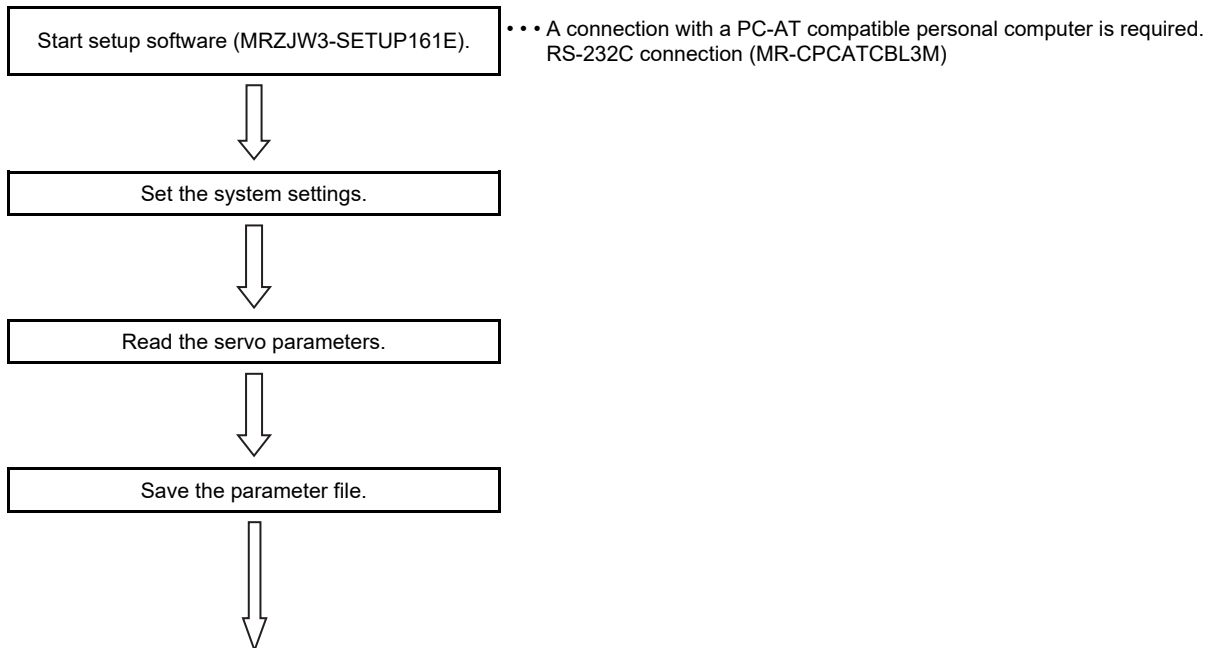 Start setup software (MRZJW3-SETUP161E).
• • • A connection with a PC-AT compatible personal computer is required.
RS-232C connection (MR-CPCATCBL3M)
Set the system settings.
Read the servo parameters.
Save the parameter file.